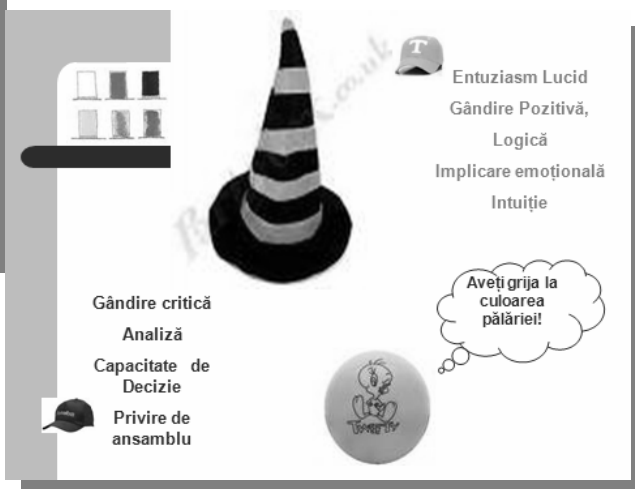 T
Entuziasm Lucid
Gândire Pozitivă,
Logică
Implicare emoțională
Intuiție
Aveți grija la
culoarea
pălăriei!
Gândire critică
Analiză
Capacitate de
Decizie
Privire de
ansamblu